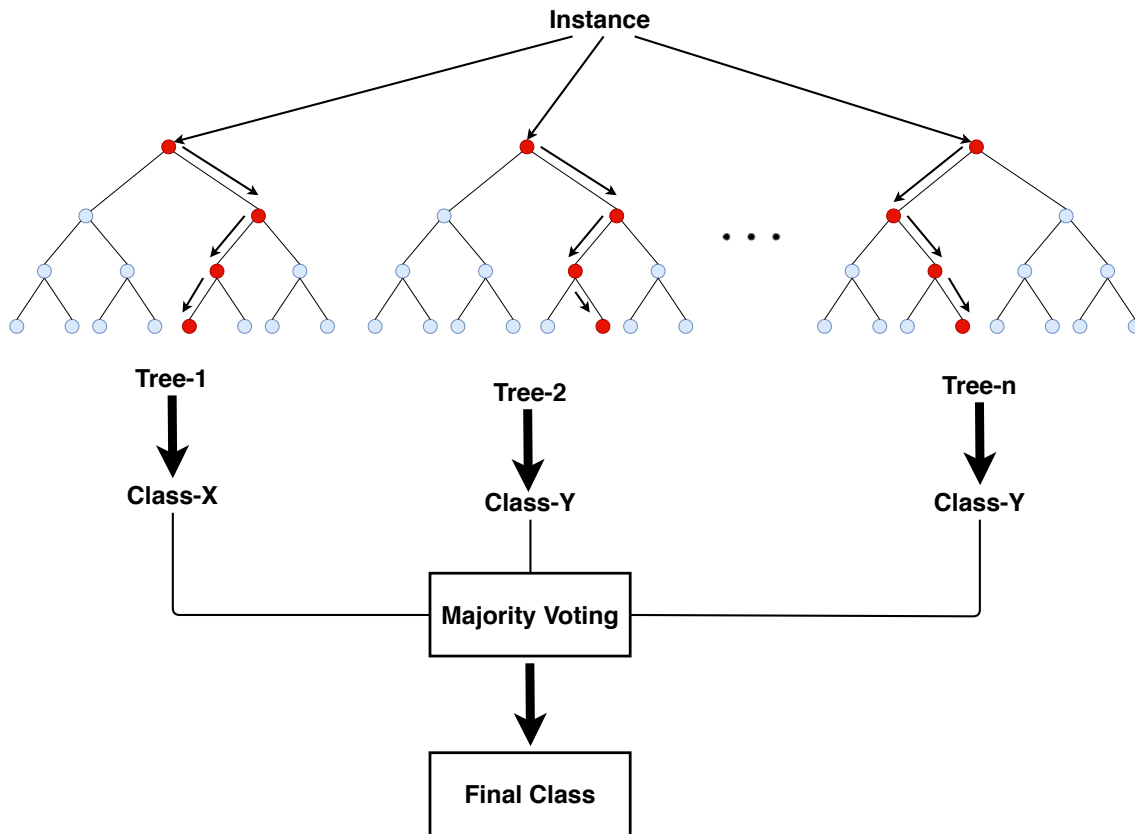 Instance
Tree-1
Tree-2
Tree-n
Class-X
Class-Y
Class-Y
Majority Voting
Final Class